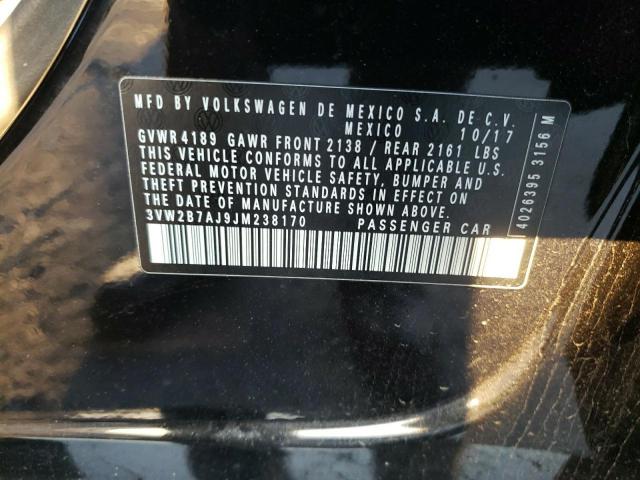 MFD BY VOLKSWAGEN DE MEXICO S.A. DE C.V.
MEXICO 10/17
GVWR 4189 GAWR FRONT 2138 / REAR 2161 LBS
THIS VEHICLE CONFORMS TO ALL APPLICABLE U.S.
FEDERAL MOTOR VEHICLE SAFETY, BUMPER AND
THEFT PREVENTION STANDARDS IN EFFECT ON
THE DATE OF MANUFACTURE SHOWN ABOVE.
3VW2B7AJ9JM238170 PASSENGER CAR
4026395 3156 M